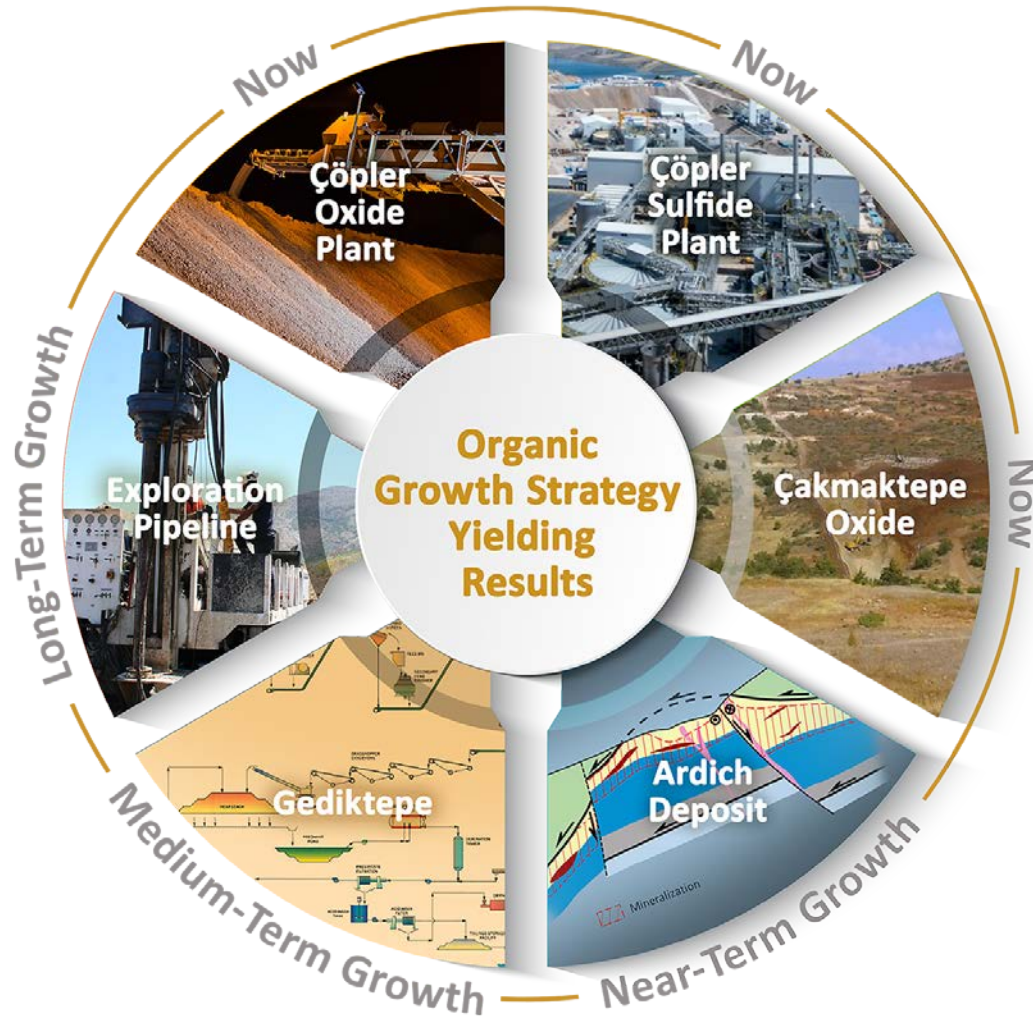 Now
Now
Çöpler
Oxide
Plant
Çöpler
Sulfide
Plant
Long-Term Growth
Exploration
Pipeline
Organic
Growth Strategy
Yielding
Results
Çakmaktepe
Oxide
Now
Gediktepe
Ardich
Deposit
Mineralization
Medium-Term Growth
Near-Term Growth